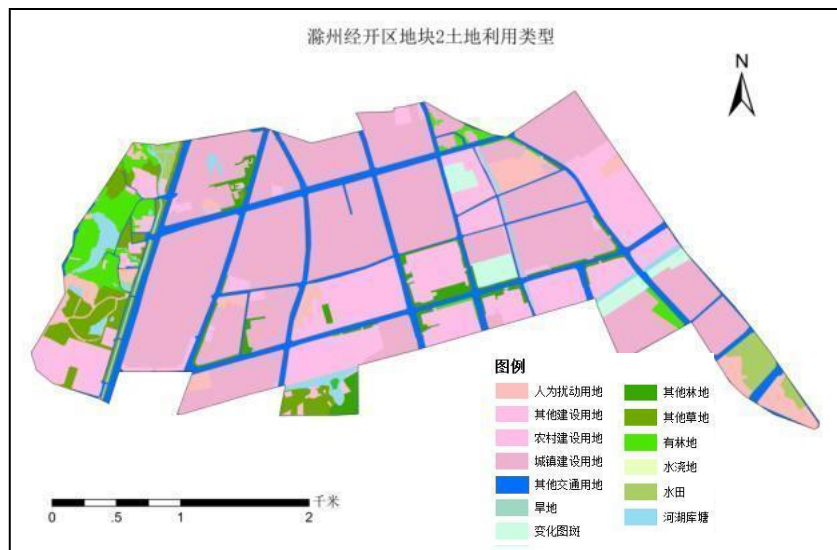 滁州经开区地块2土地利用类型
N
图例
人为扰动用地
其他建设用地
农村建设用地
城镇建设用地
其他交通用地
旱地
变化图斑
其他林地
其他草地
有林地
水浇地
水田
河湖库塘
0 .5 1 2 千米